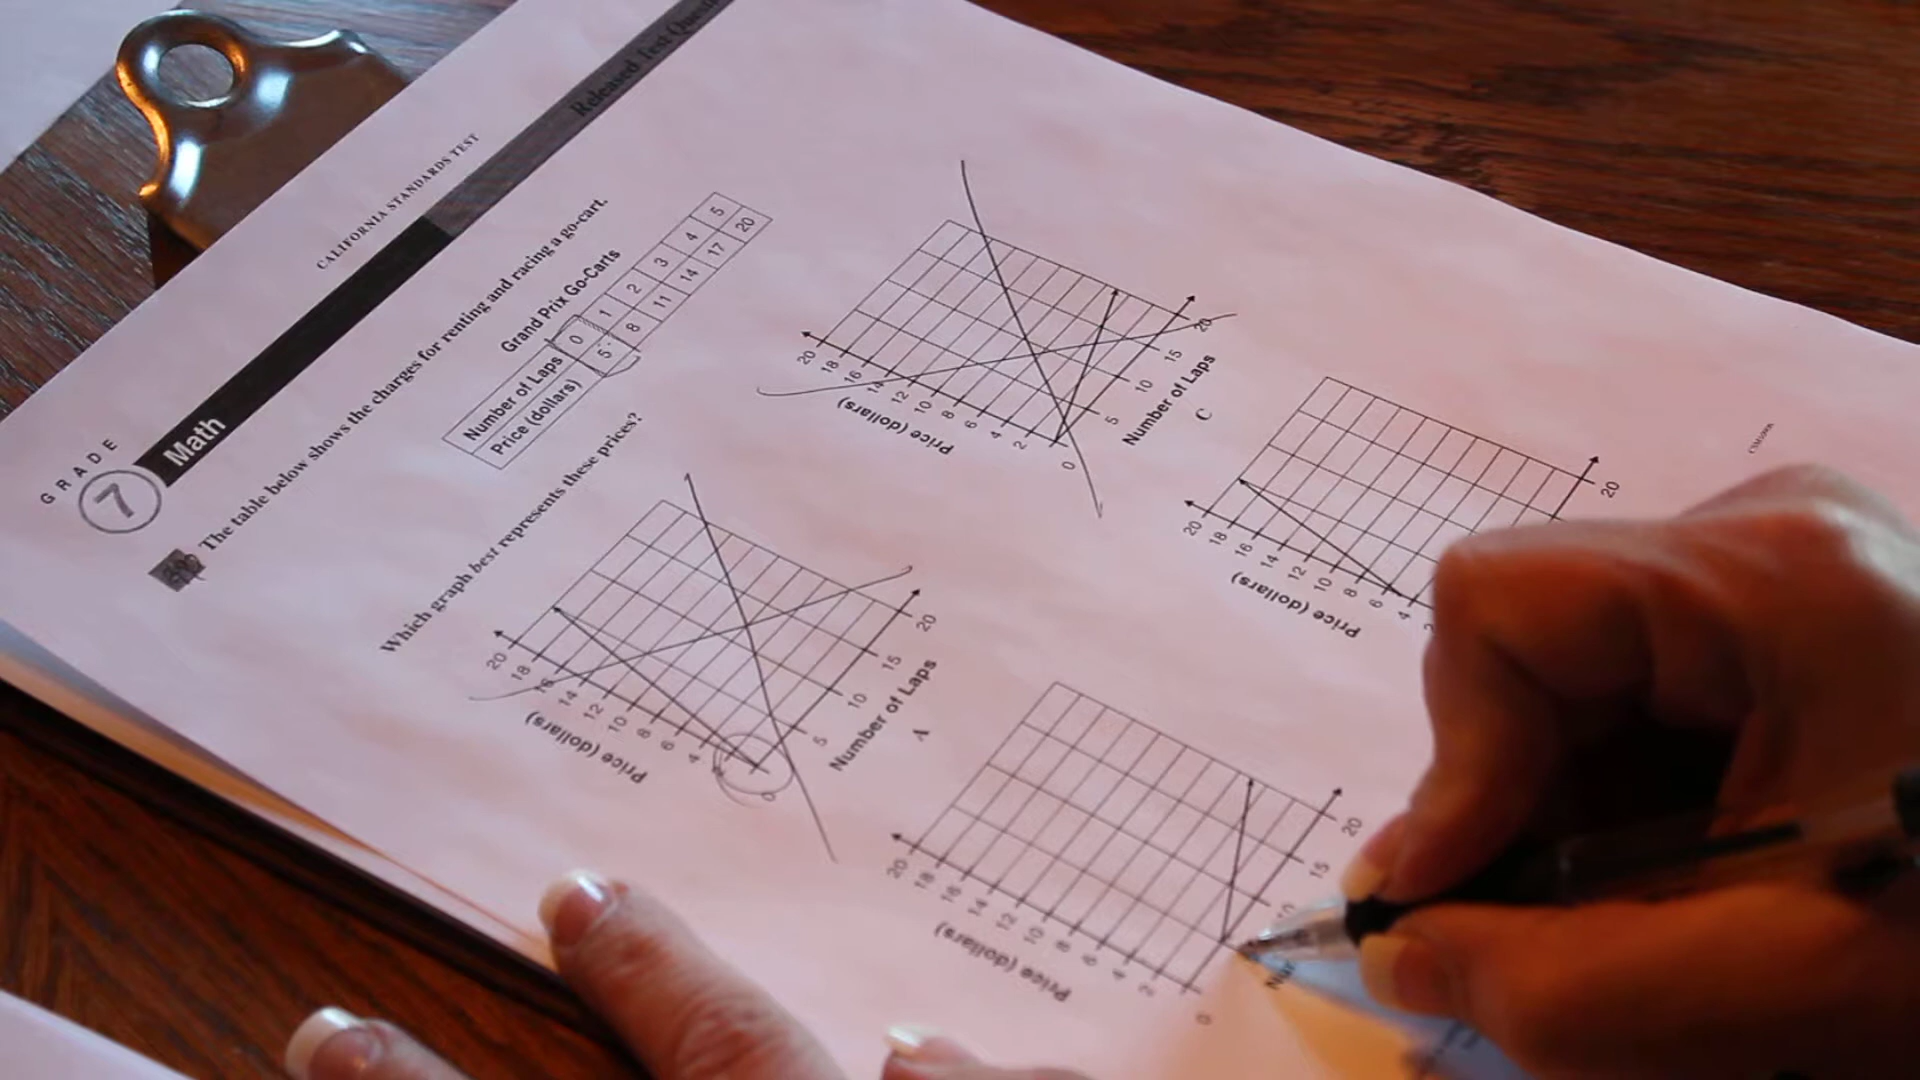 CALIFORNIA STANDARDS TEST
GRADE
7
Math
Released Test
The table below shows the charges for renting and racing a go-cart.
Grand Prix Go-Carts
Number of Laps 0 1 2 3 4 5
Price (dollars) 5 8 11 14 17 20
Which graph best represents these prices?
Price (dollars)
20 18 16 14 12 10 8 6 4
0 5 10 15 20
Number of Laps
A
Price (dollars)
20 18 16 14 12 10 8 6 4 2
0 5 10 15 20
Number of Laps
C
Price (dollars)
20 18 16 14 12 10 8 6 4 2
0 10 15 20
Price (dollars)
20 18 16 14 12 10 8 6 4 2
20